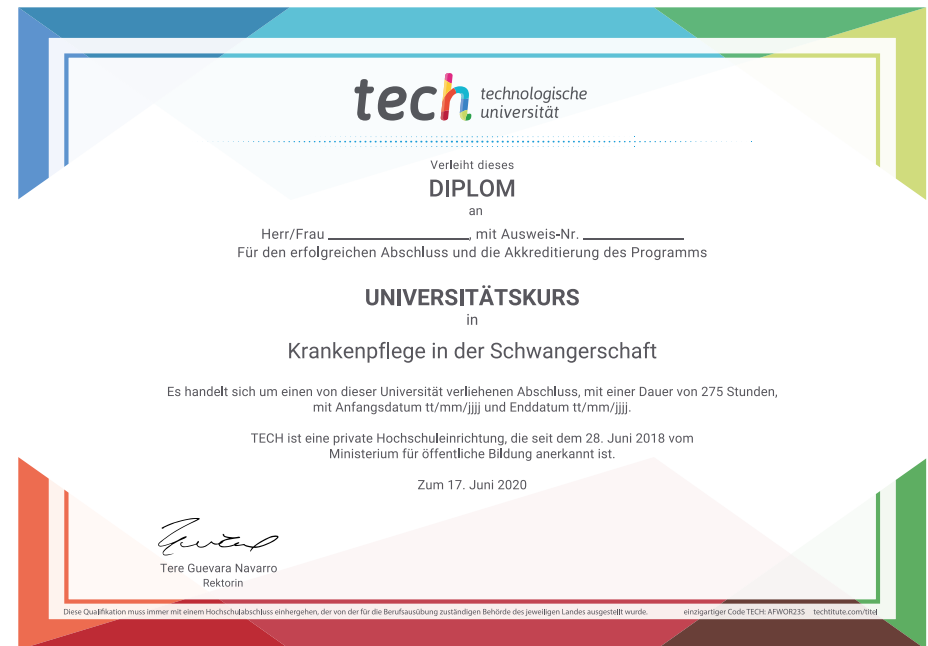 tech technologische
universität
Verleiht dieses
DIPLOM
an
Herr/Frau ____________________, mit Ausweis-Nr. ______________
Für den erfolgreichen Abschluss und die Akkreditierung des Programms
UNIVERSITÄTSKURS
in
Krankenpflege in der Schwangerschaft
Es handelt sich um einen von dieser Universität verliehenen Abschluss, mit einer Dauer von 275 Stunden,
mit Anfangsdatum tt/mm/jjjj und Enddatum tt/mm/jjjj.
TECH ist eine private Hochschuleinrichtung, die seit dem 28. Juni 2018 vom
Ministerium für öffentliche Bildung anerkannt ist.
Zum 17. Juni 2020
Tere Guevara Navarro
Rektorin
Diese Qualifikation muss immer mit einem Hochschulabschluss einhergehen, der von der für die Berufsausübung zuständigen Behörde des jeweiligen Landes ausgestellt wurde. einzigartiger Code TECH: AFWOR235 techtitute.com/titel